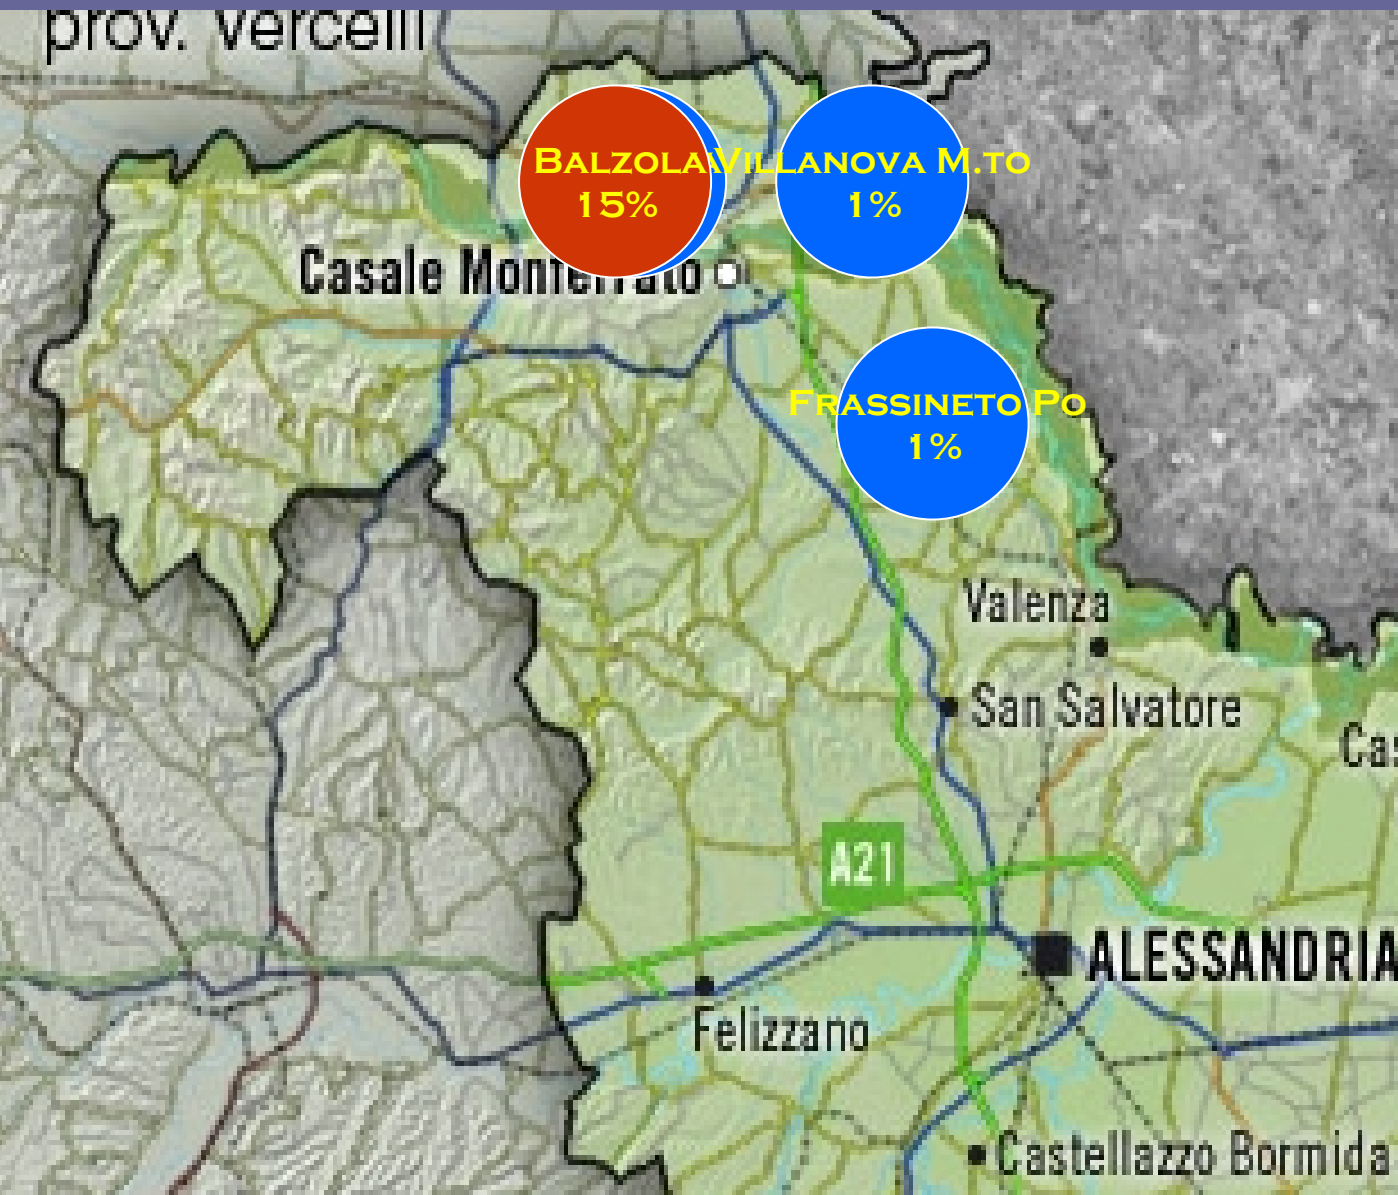 prov. Vercelli
Balzola
15%
Villanova M.to
1%
Casale Monferrato
Frassineto Po
1%
Valenza
San Salvatore
Cas
A21
ALESSANDRIA
Felizzano
Castellazzo Bormida